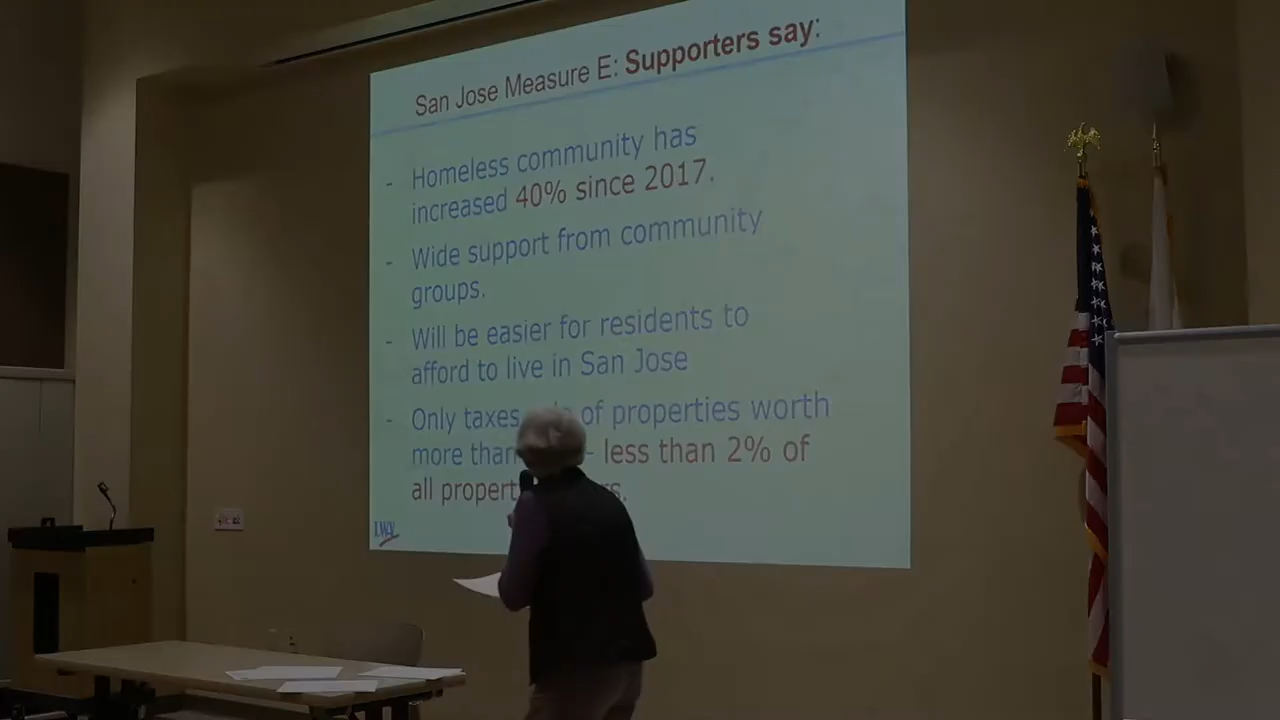 San Jose Measure E: Supporters say:
- Homeless community has
increased 40% since 2017.
- Wide support from community
groups.
- Will be easier for residents to
afford to live in San Jose
- Only taxes of properties worth
more than - less than 2% of
all
LWV